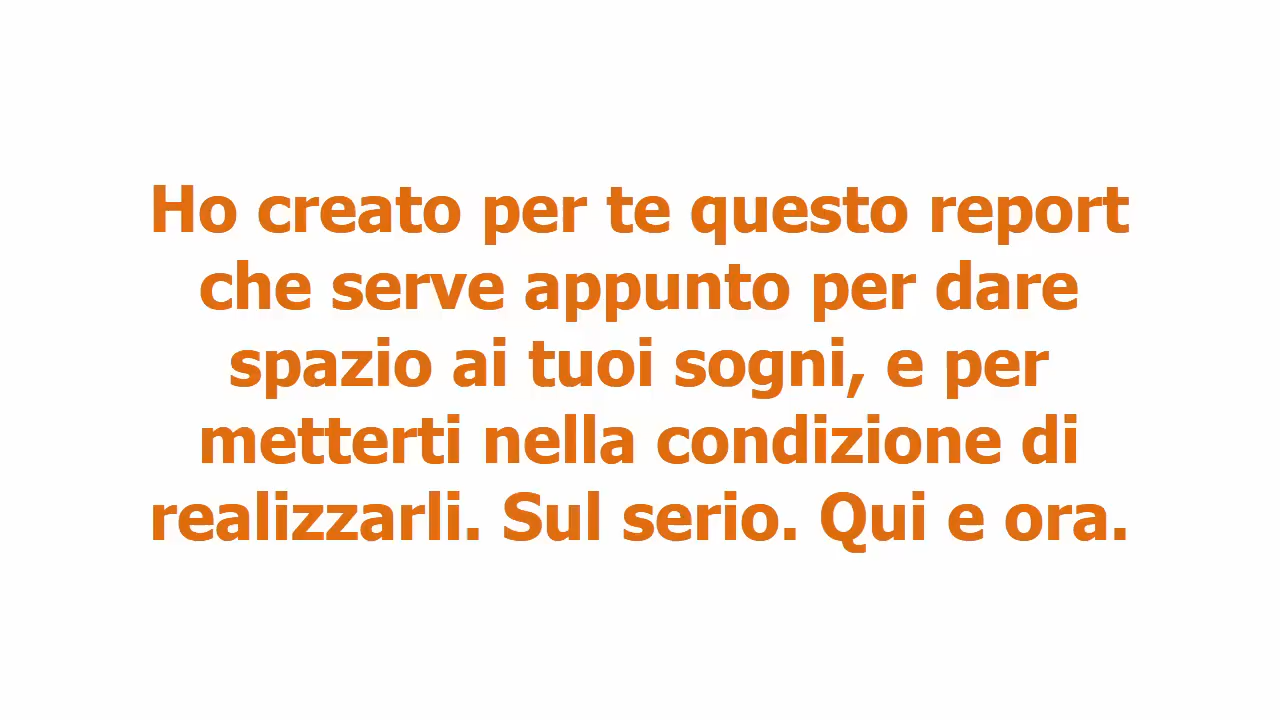 Ho creato per te questo report
che serve appunto per dare
spazio ai tuoi sogni, e per
metterti nella condizione di
realizzarli. Sul serio. Qui e ora.